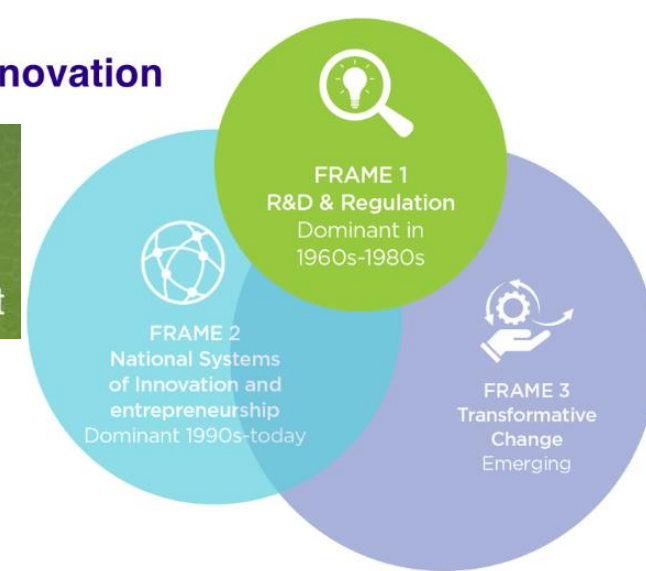 novation
t
FRAME 1
R&D & Regulation
Dominant in
1960s-1980s
FRAME 2
National Systems
of Innovation and
entrepreneurship
Dominant 1990s-today
FRAME 3
Transformative
Change
Emerging